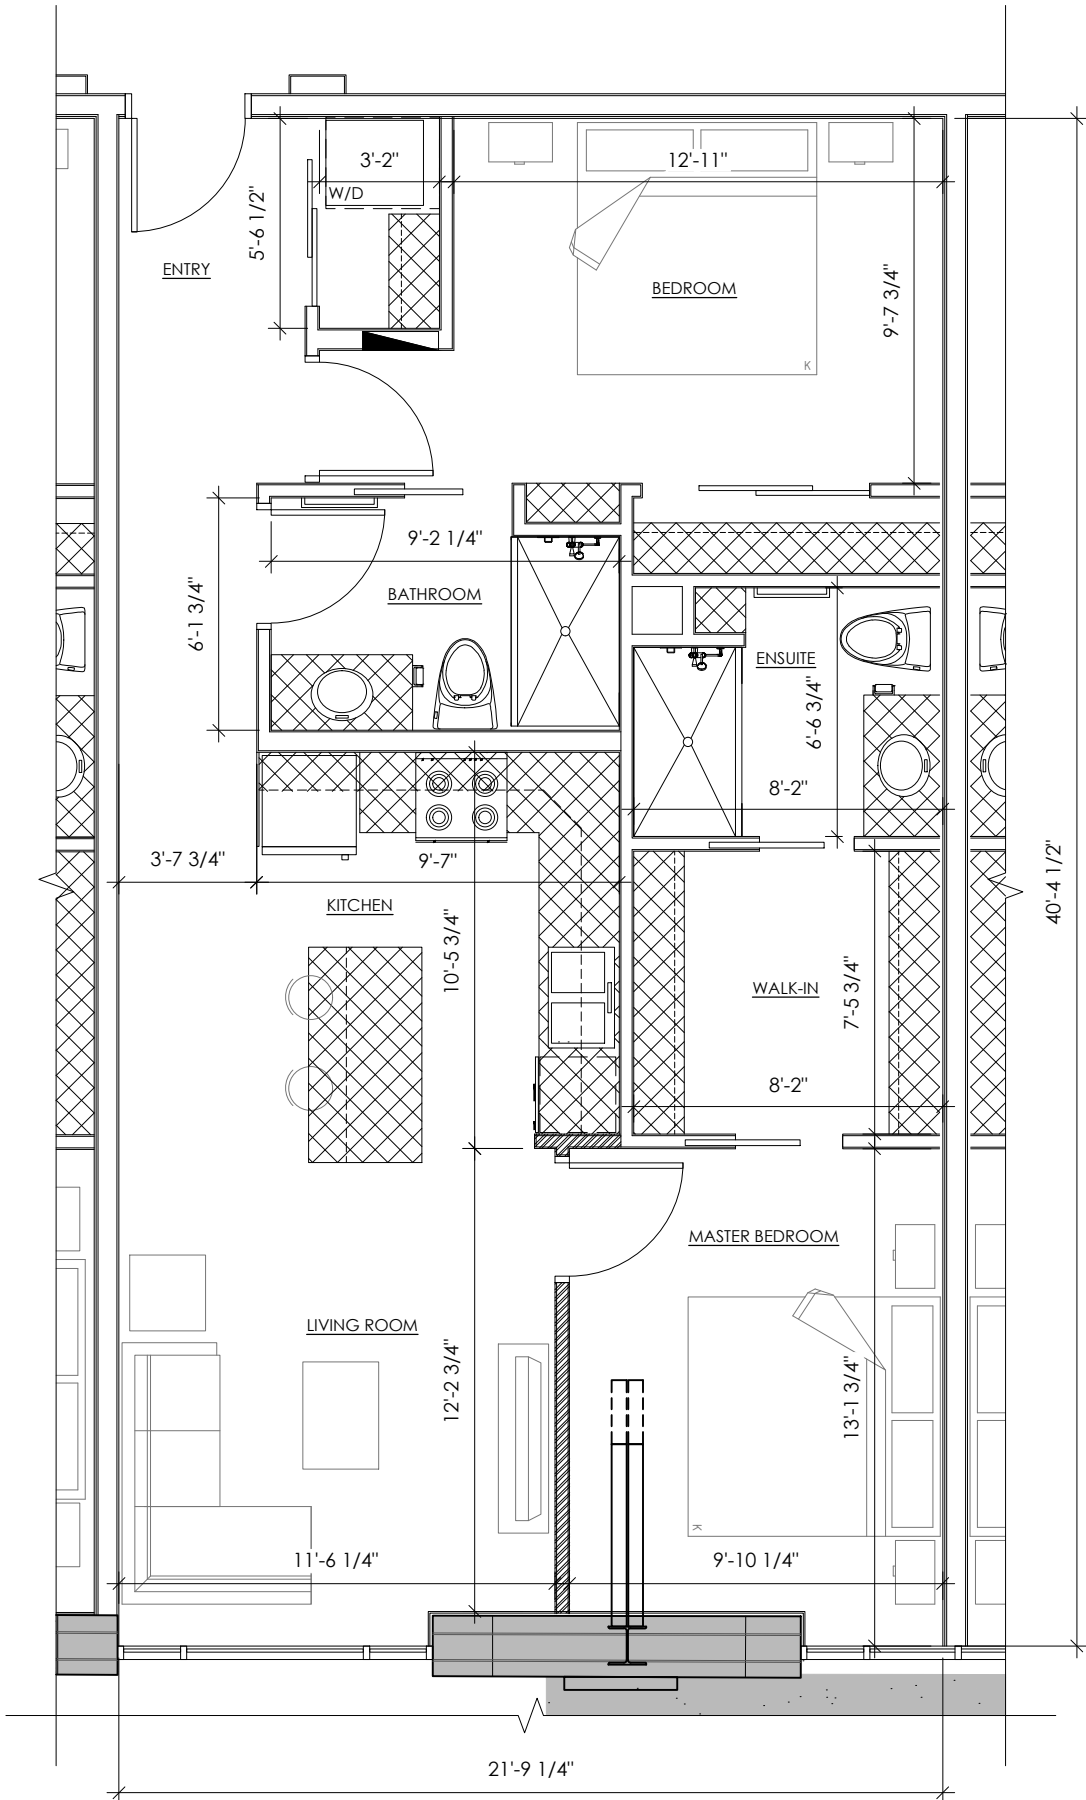 3'-2"
12'-11"
W/D
5'-6 1/2"
ENTRY
BEDROOM
9'-7 3/4"
K
9'-2 1/4"
BATHROOM
6'-1 3/4"
ENSUITE
6'-6 3/4"
8'-2"
3'-7 3/4"
9'-7"
40'-4 1/2"
KITCHEN
10'-5 3/4"
WALK-IN
7'-5 3/4"
8'-2"
MASTER BEDROOM
LIVING ROOM
12'-2 3/4"
13'-1 3/4"
K
11'-6 1/4"
9'-10 1/4"
21'-9 1/4"